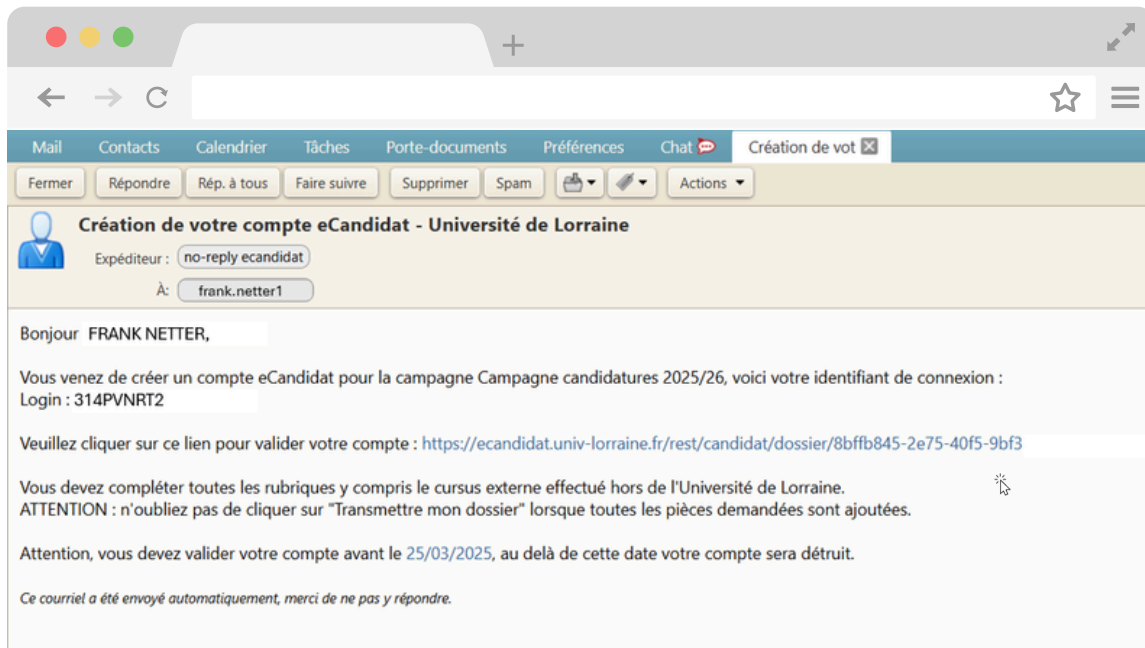 Mail Contacts Calendrier Tâches Porte-documents Préférences Chat Création de vot
Fermer Répondre Rép. à tous Faire suivre Supprimer Spam Actions
Création de votre compte eCandidat - Université de Lorraine
Expéditeur : no-reply ecandidat
À: frank.netter1
Bonjour FRANK NETTER,
Vous venez de créer un compte eCandidat pour la campagne Campagne candidatures 2025/26, voici votre identifiant de connexion :
Login : 314PVNRT2
Veuillez cliquer sur ce lien pour valider votre compte : https://ecandidat.univ-lorraine.fr/rest/candidat/dossier/8bffb845-2e75-40f5-9bf3
Vous devez compléter toutes les rubriques y compris le cursus externe effectué hors de l'Université de Lorraine.
ATTENTION : n'oubliez pas de cliquer sur "Transmettre mon dossier" lorsque toutes les pièces demandées sont ajoutées.
Attention, vous devez valider votre compte avant le 25/03/2025, au delà de cette date votre compte sera détruit.
Ce courriel a été envoyé automatiquement, merci de ne pas y répondre.